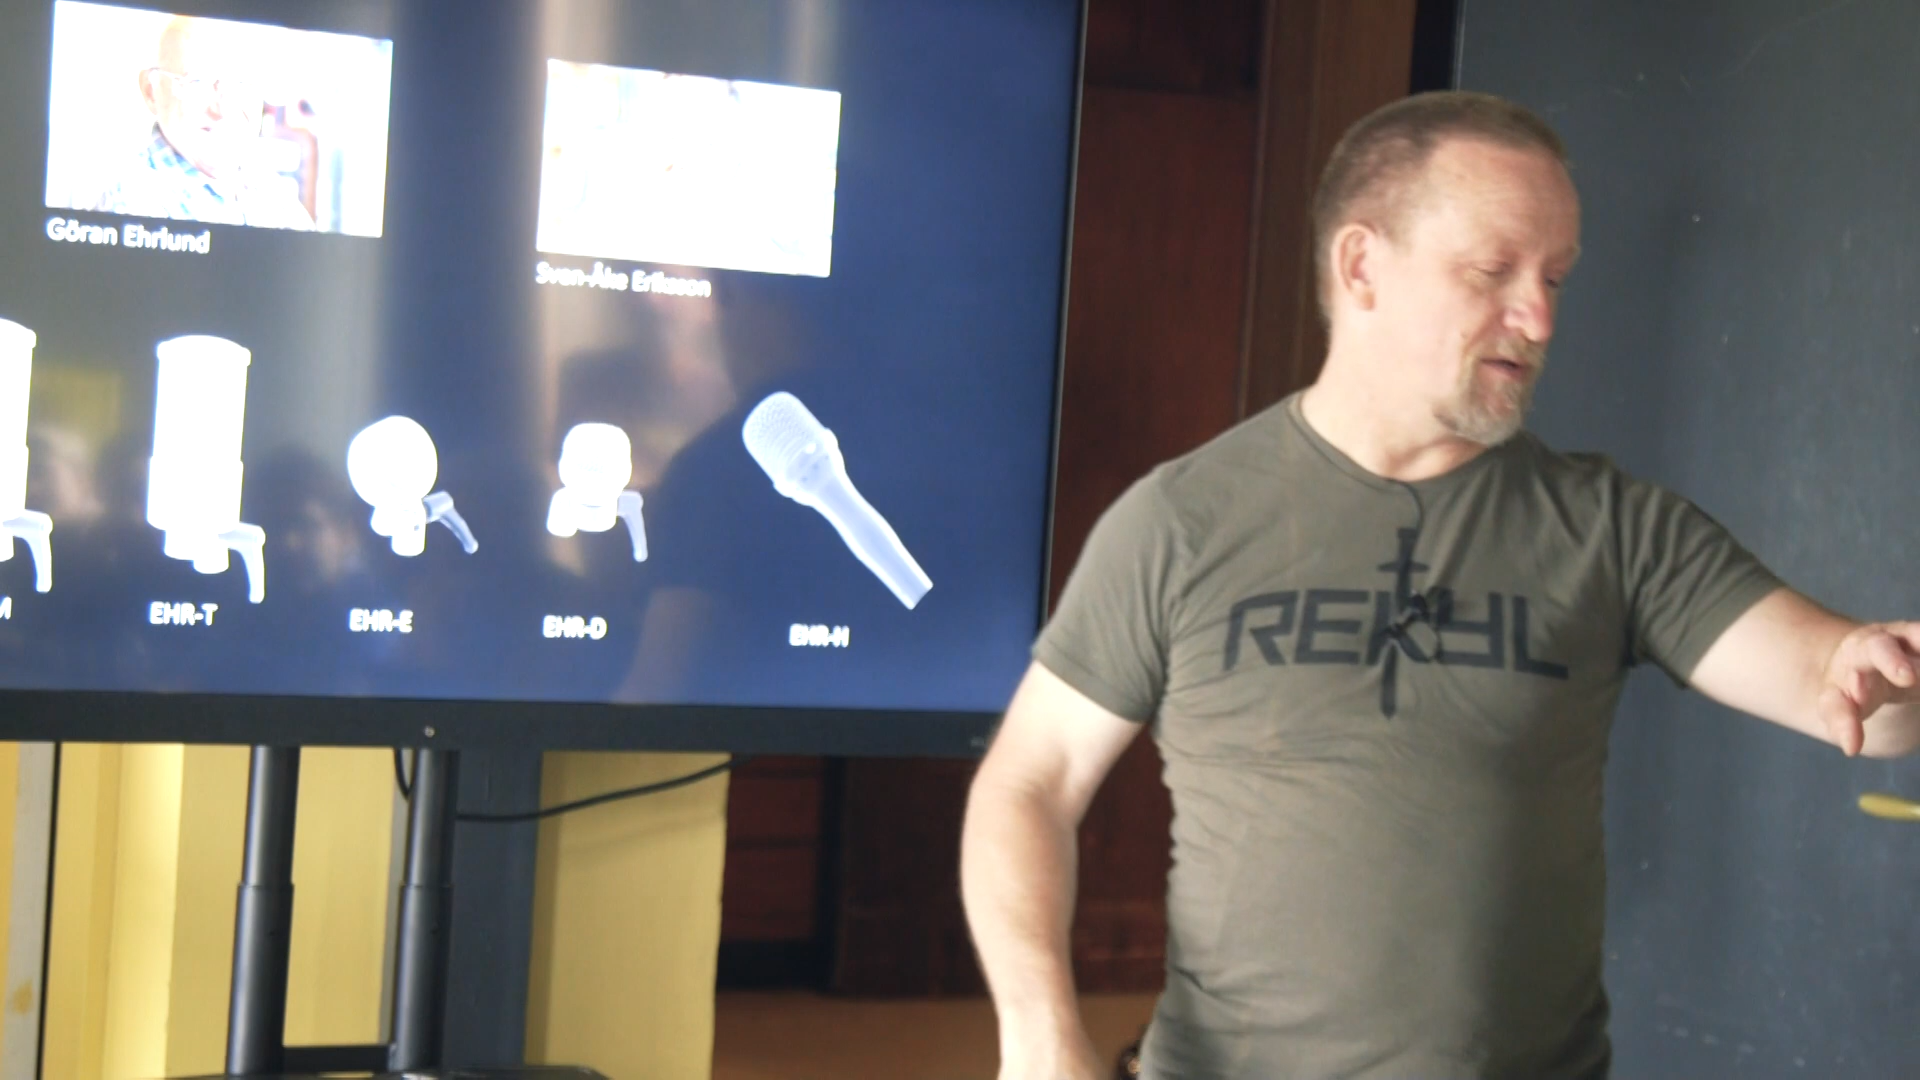 Göran Ehrlund
Sven-Åke Eriksson
EHR-T
EHR-E
EHR-D
EHR-H
REKYL